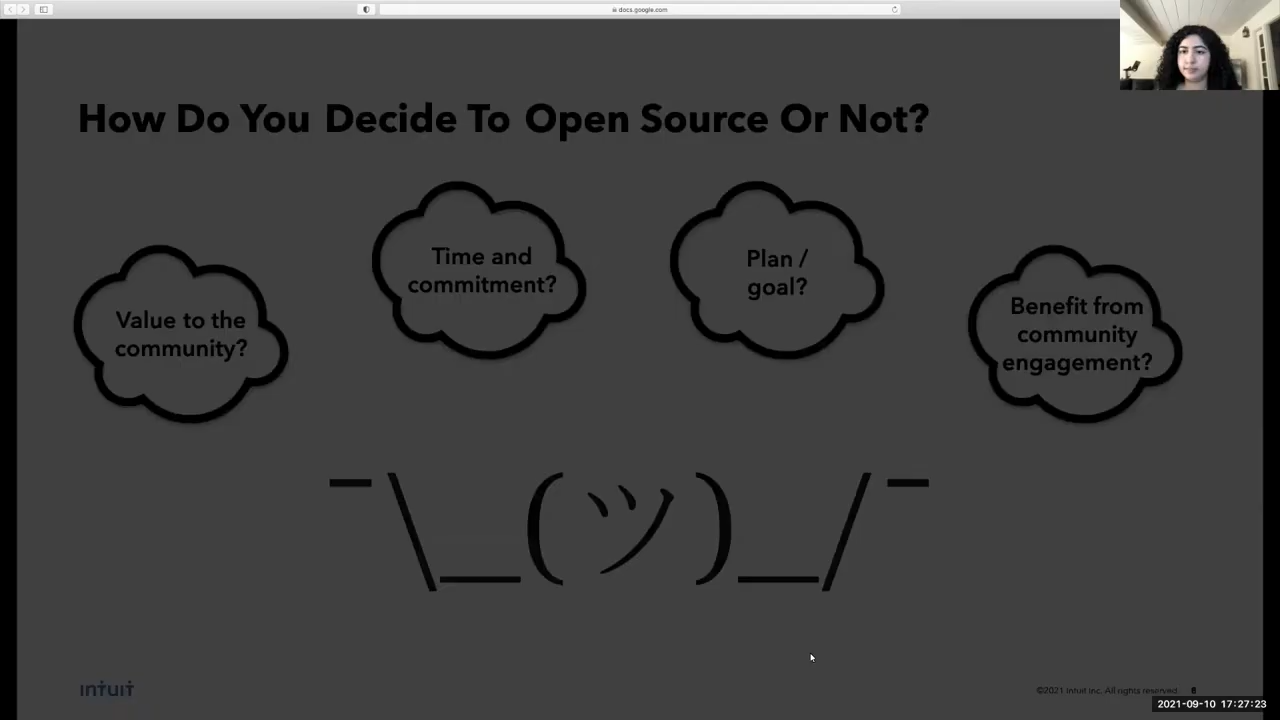 docs.google.com
How Do You Decide To Open Source Or Not?
Value to the
community?
Time and
commitment?
Plan /
goal?
Benefit from
community
engagement?
¯\__(ツ)__/¯
intuit
©2021 Intuit Inc. All rights reserved.
2021-09-10 17:27:23